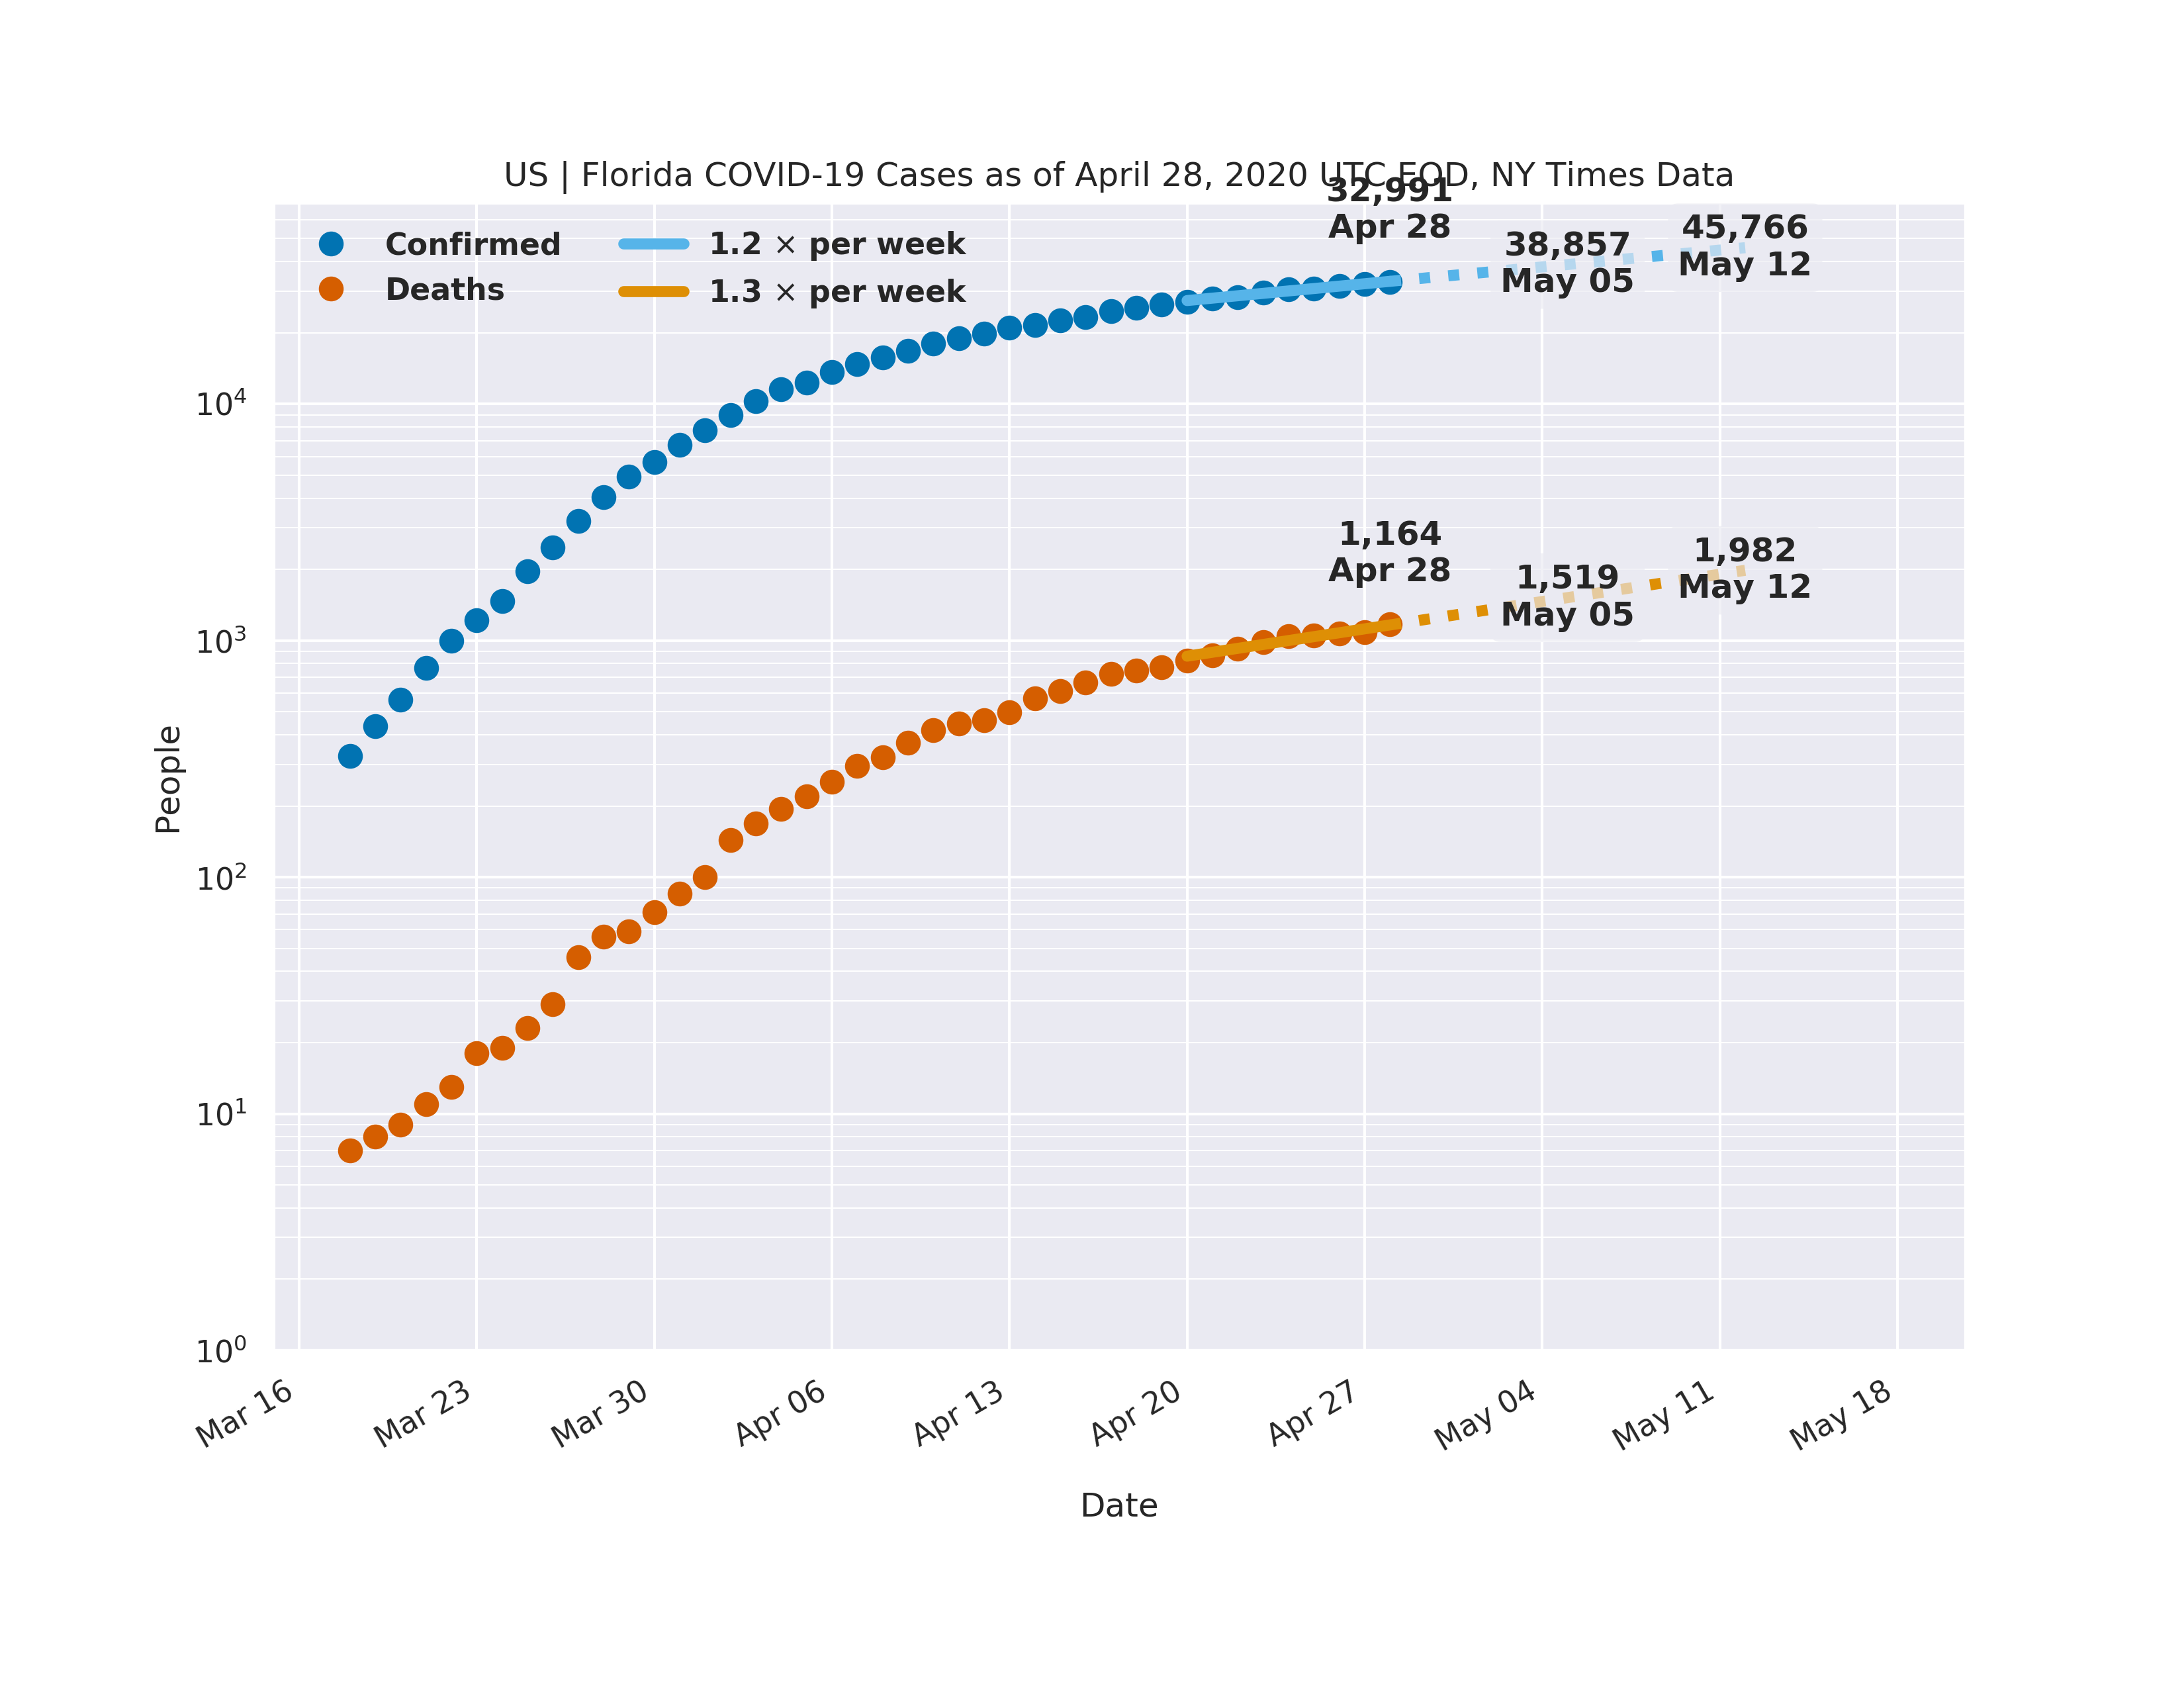 US | Florida COVID-19 Cases as of April 28, 2020 UTC EOD, NY Times Data
32,991
Apr 28
38,857
May 05
45,766
May 12
Confirmed
Deaths
1.2 × per week
1.3 × per week
1,164
Apr 28
1,519
May 05
1,982
May 12
People
10⁴
10³
10²
10¹
10⁰
Mar 16
Mar 23
Mar 30
Apr 06
Apr 13
Apr 20
Apr 27
May 04
May 11
May 18
Date